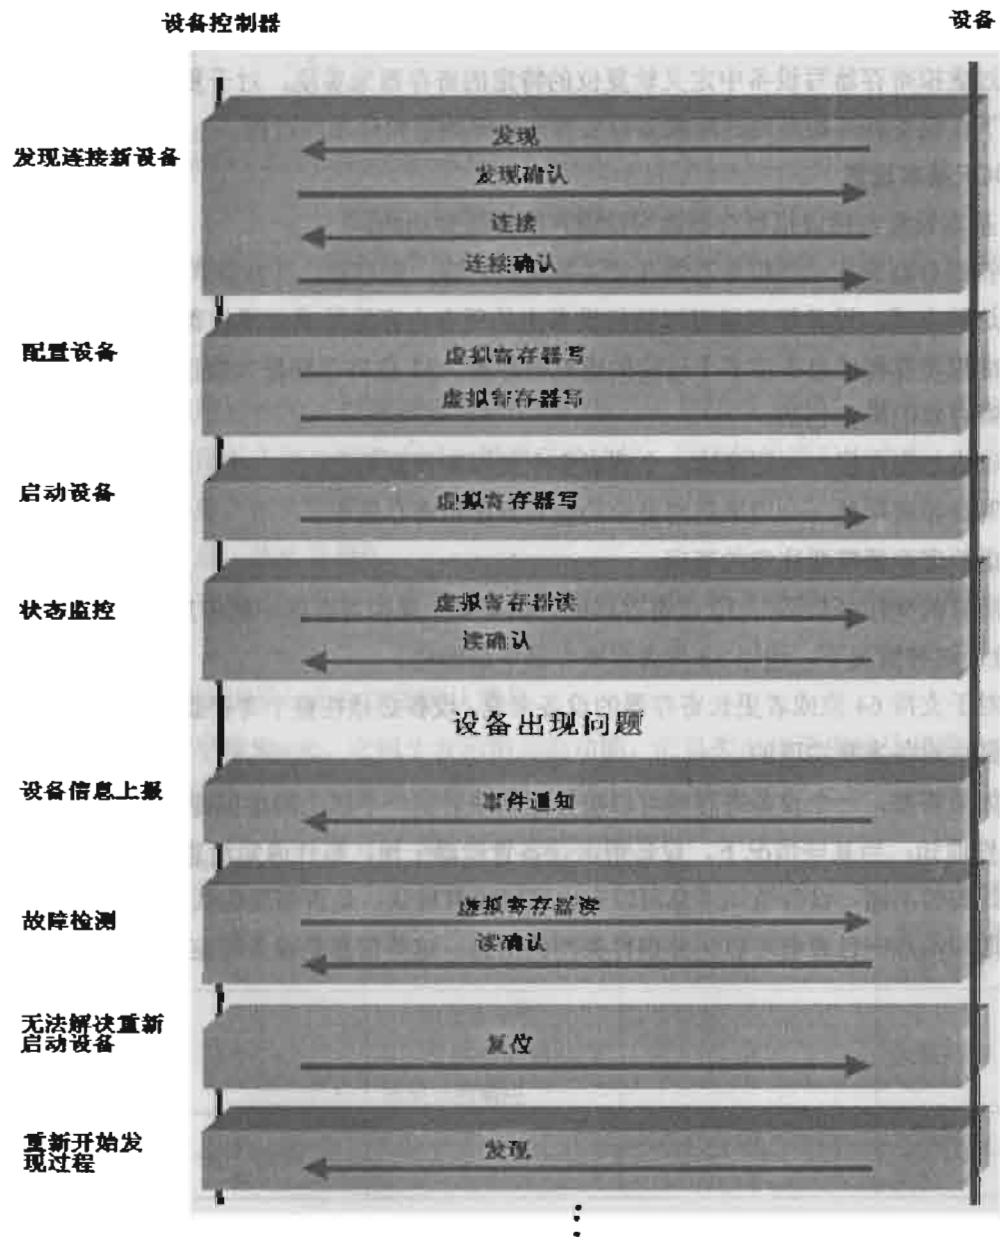 设备控制器
设备
发现连接新设备
发现
发现确认
连接
连接确认
配置设备
虚拟寄存器写
虚拟寄存器写
启动设备
虚拟寄存器写
状态监控
虚拟寄存器读
读确认
设备出现问题
设备信息上报
事件通知
故障检测
虚拟寄存器读
读确认
无法解决重新
启动设备
复位
重新开始发
现过程
发现